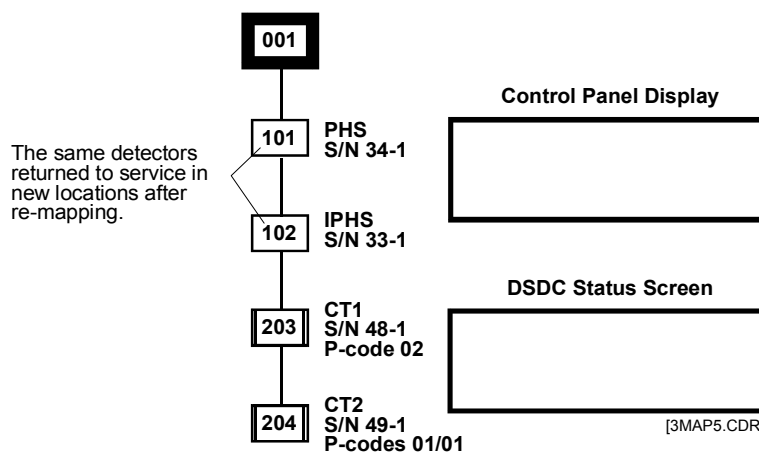 001
101
PHS
S/N 34-1
The same detectors
returned to service in
new locations after
re-mapping.
102
IPHS
S/N 33-1
203
CT1
S/N 48-1
P-code 02
204
CT2
S/N 49-1
P-codes 01/01
Control Panel Display
DSDC Status Screen
[3MAP5.CDR